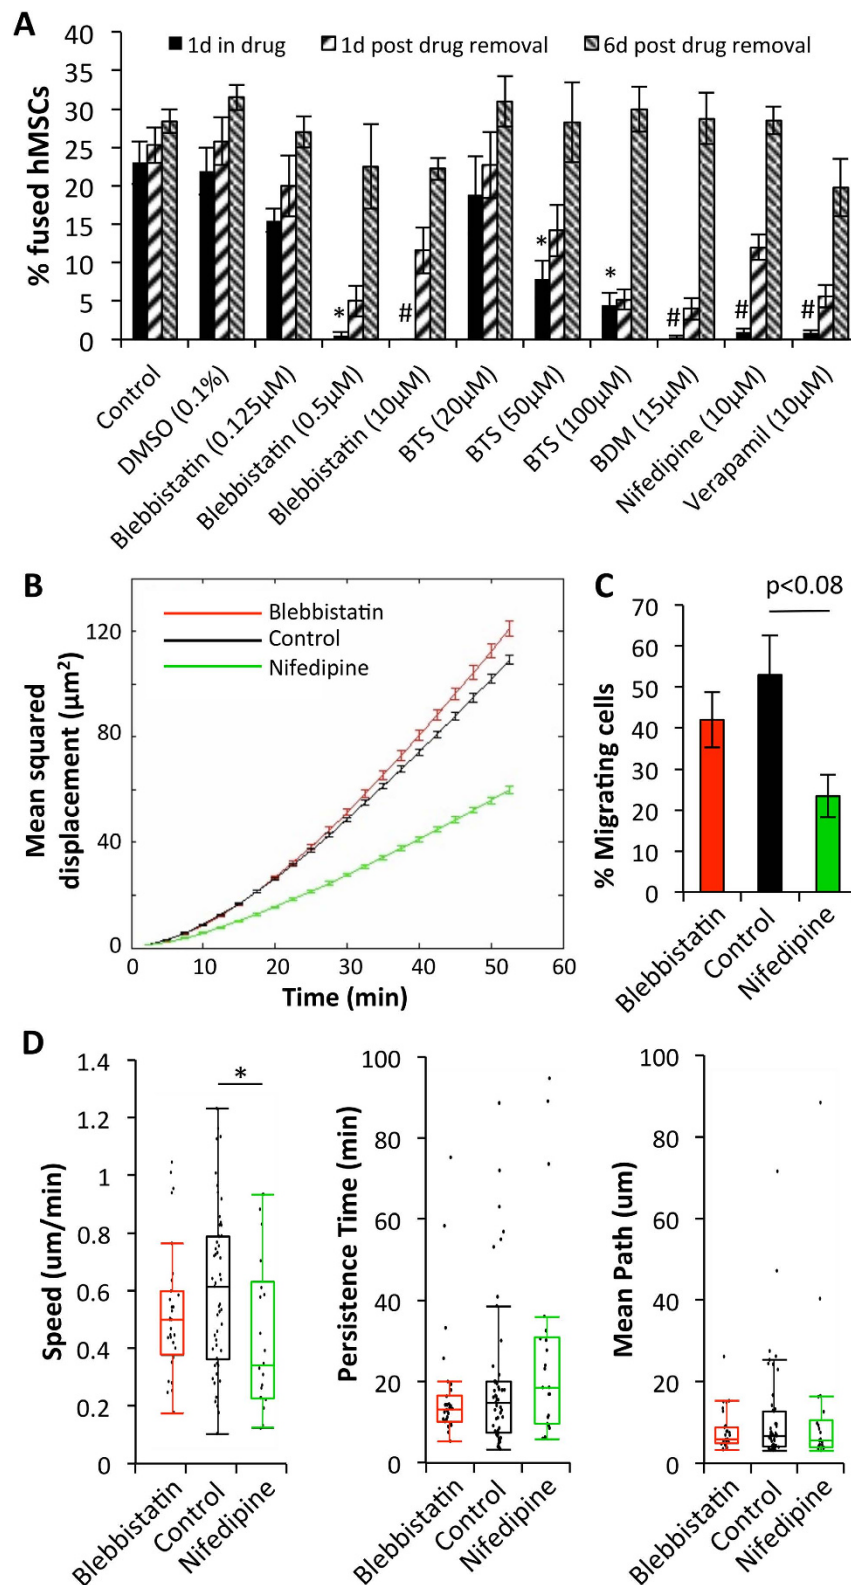 A
1d in drug 1d post drug removal 6d post drug removal
% fused hMSCs
40
35
30
25
20
15
10
5
0
* # * * # # #
Control
DMSO (0.1%)
Blebbistatin (0.125µM)
Blebbistatin (0.5µM)
Blebbistatin (10µM)
BTS (20µM)
BTS (50µM)
BTS (100µM)
BDM (15µM)
Nifedipine (10µM)
Verapamil (10µM)
B
Blebbistatin
Control
Nifedipine
Mean squared
displacement (µm²)
120
80
40
0
0 10 20 30 40 50 60
Time (min)
C
p<0.08
% Migrating cells
70
60
50
40
30
20
10
0
Blebbistatin
Control
Nifedipine
D
Speed (um/min)
1.4
1.2
1
0.8
0.6
0.4
0.2
0
*
Blebbistatin
Control
Nifedipine
Persistence Time (min)
100
80
60
40
20
0
Blebbistatin
Control
Nifedipine
Mean Path (um)
100
80
60
40
20
0
Blebbistatin
Control
Nifedipine